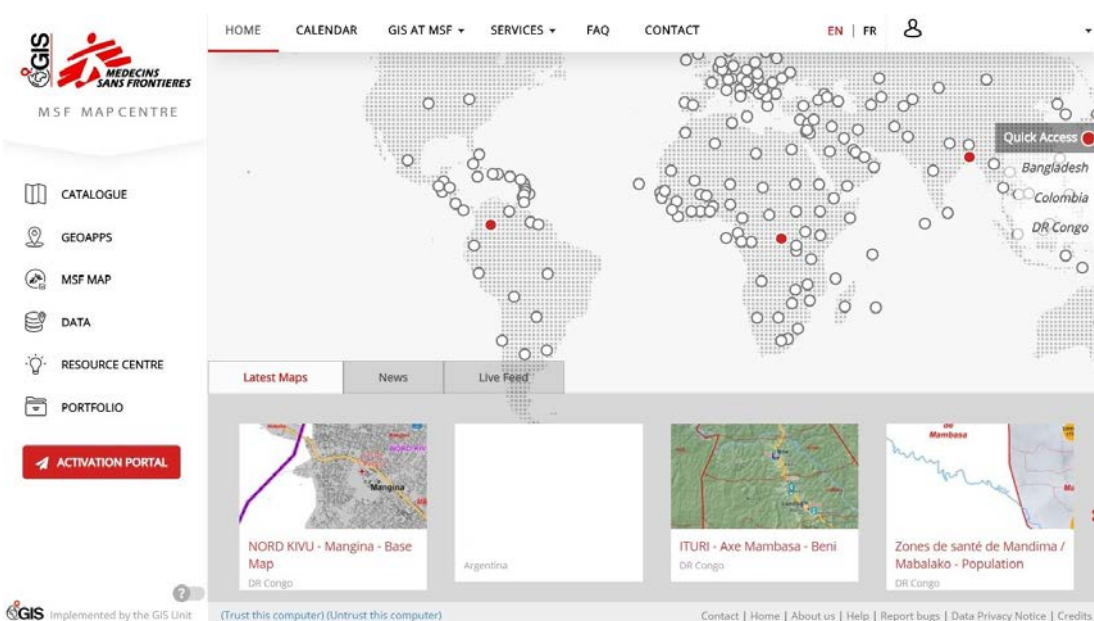 GIS
MEDECINS
SANS FRONTIERES
MSF MAP CENTRE
CATALOGUE
GEOAPPS
MSF MAP
DATA
RESOURCE CENTRE
PORTFOLIO
ACTIVATION PORTAL
GIS Implemented by the GIS Unit
HOME CALENDAR GIS AT MSF SERVICES FAQ CONTACT EN | FR
Quick Access
Bangladesh
Colombia
DR Congo
Latest Maps News Live Feed
Mangina
NORD KIVU - Mangina - Base
Map
DR Congo
Argentina
ITURI - Axe Mambasa - Beni
DR Congo
de
Mambasa
Zones de santé de Mandima /
Mabalako - Population
DR Congo
?
(Trust this computer) (Untrust this computer)
Contact | Home | About us | Help | Report bugs | Data Privacy Notice | Credits